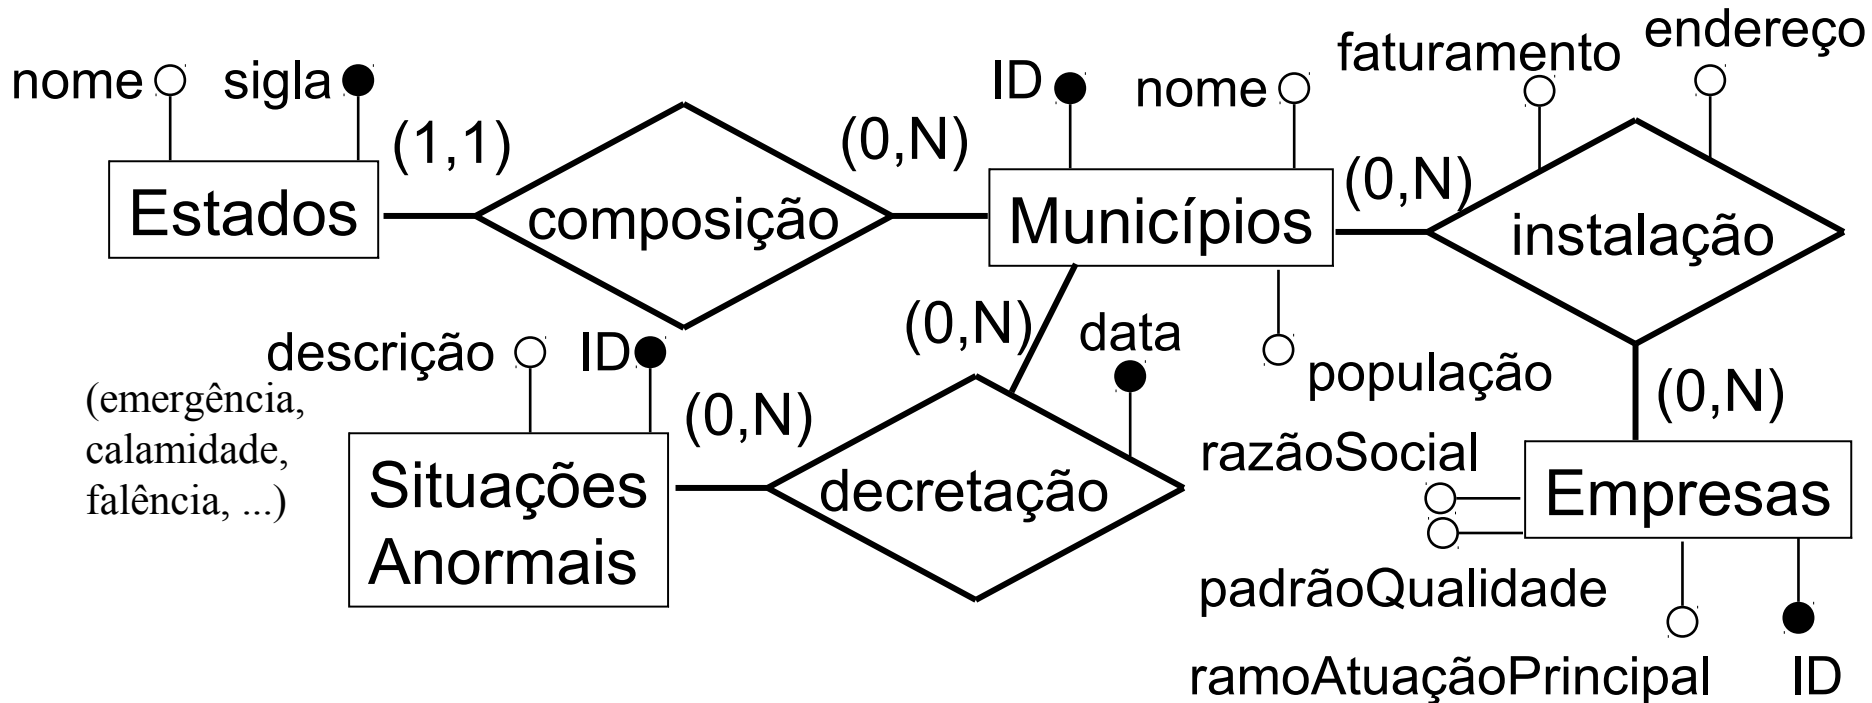 nome
sigla
(1,1)
(0,N)
ID
nome
faturamento
endereço
Estados
composição
Municípios
(0,N)
instalação
descrição
ID
(0,N)
data
população
(0,N)
(emergência,
calamidade,
falência, ...)
(0,N)
Situações
Anormais
decretação
razãoSocial
Empresas
padrãoQualidade
ramoAtuaçãoPrincipal
ID